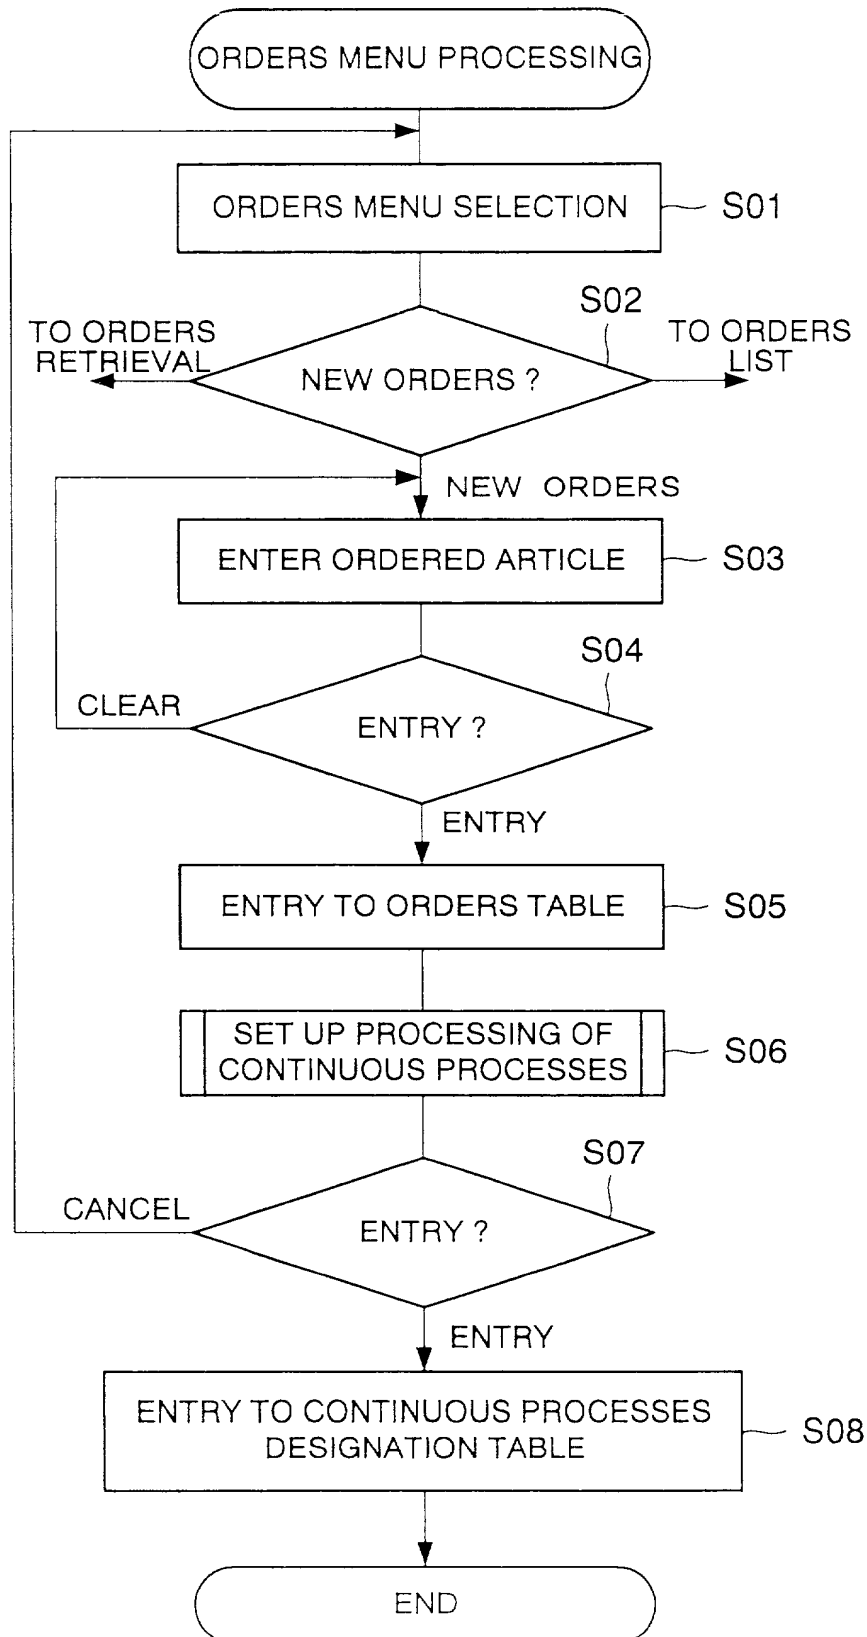 ORDERS MENU PROCESSING
ORDERS MENU SELECTION
S01
S02
TO ORDERS
RETRIEVAL
NEW ORDERS ?
TO ORDERS
LIST
NEW ORDERS
ENTER ORDERED ARTICLE
S03
S04
CLEAR
ENTRY ?
ENTRY
ENTRY TO ORDERS TABLE
S05
SET UP PROCESSING OF
CONTINUOUS PROCESSES
S06
S07
CANCEL
ENTRY ?
ENTRY
ENTRY TO CONTINUOUS PROCESSES
DESIGNATION TABLE
S08
END